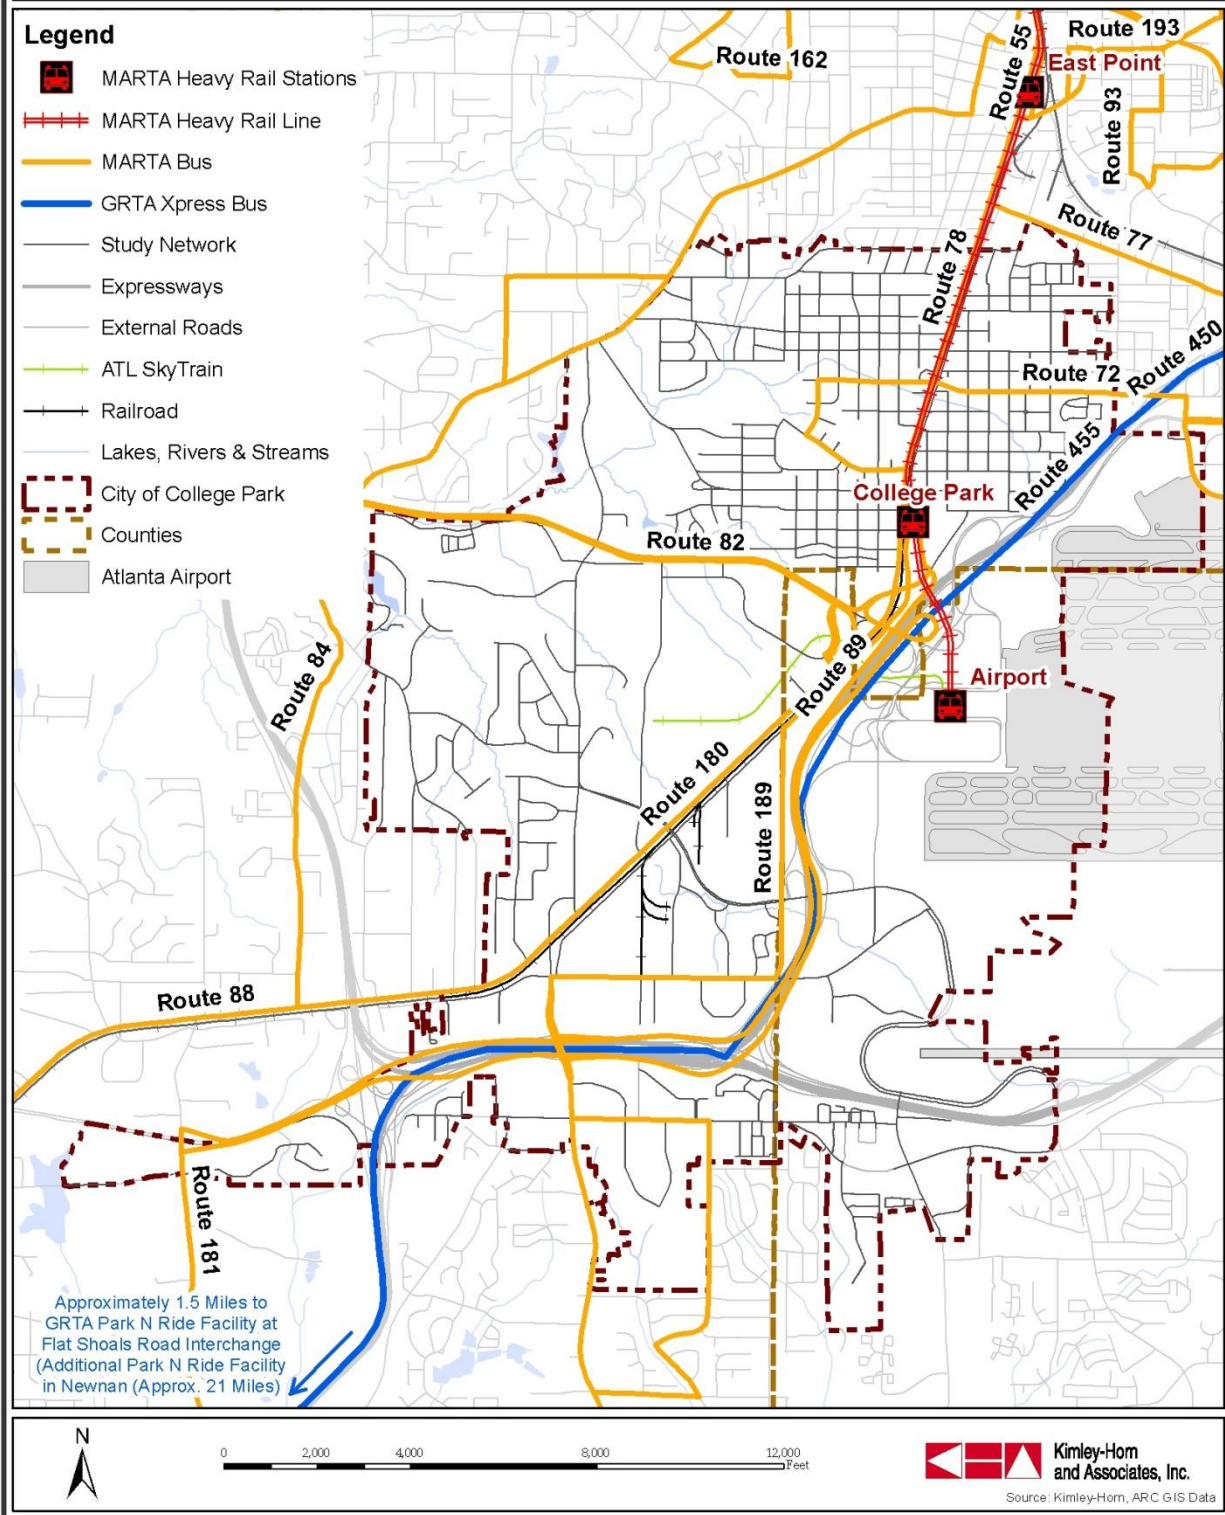 Legend
MARTA Heavy Rail Stations
MARTA Heavy Rail Line
MARTA Bus
GRTA Xpress Bus
Study Network
Expressways
External Roads
ATL SkyTrain
Railroad
Lakes, Rivers & Streams
City of College Park
Counties
Atlanta Airport
Route 162
Route 55
Route 193
East Point
Route 93
Route 77
Route 78
Route 450
Route 72
Route 455
College Park
Route 82
Route 84
Route 89
Airport
Route 180
Route 189
Route 88
Route 181
Approximately 1.5 Miles to
GRTA Park N Ride Facility at
Flat Shoals Road Interchange
(Additional Park N Ride Facility
in Newnan (Approx. 21 Miles)
N
0 2,000 4,000 8,000 12,000
Feet
Kimley-Horn
and Associates, Inc.
Source: Kimley-Horn, ARC GIS Data